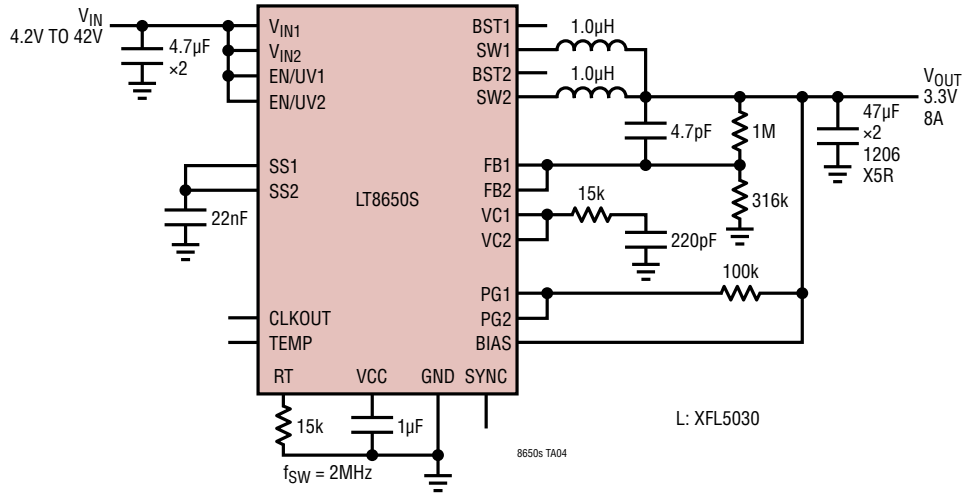 VIN
4.2V TO 42V
4.7µF
×2
VIN1
VIN2
EN/UV1
EN/UV2
SS1
SS2
22nF
CLKOUT
TEMP
RT
VCC
GND
SYNC
LT8650S
BST1
SW1
BST2
SW2
FB1
FB2
VC1
VC2
PG1
PG2
BIAS
1.0µH
1.0µH
4.7pF
1M
316k
15k
220pF
100k
VOUT
3.3V
8A
47µF
×2
1206
X5R
15k
1µF
fSW = 2MHz
8650s TA04
L: XFL5030